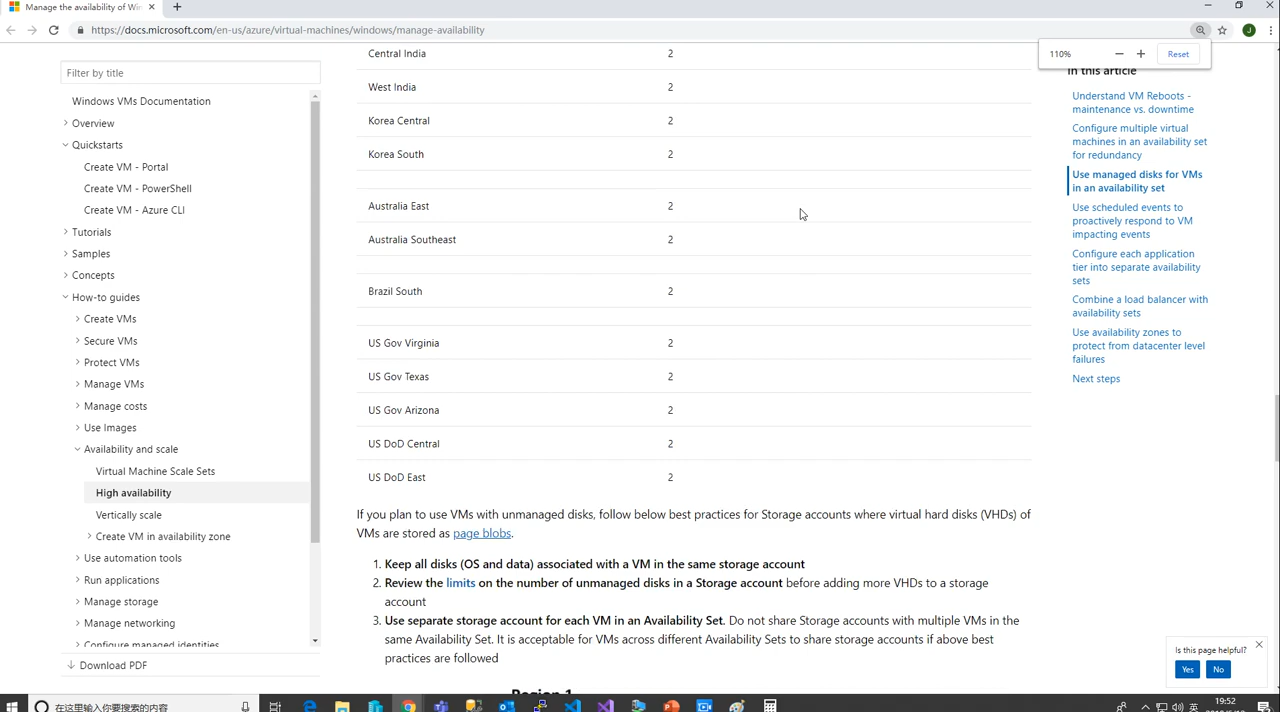 Manage the availability of Win
https://docs.microsoft.com/en-us/azure/virtual-machines/windows/manage-availability
J
110%
Reset
Filter by title
Windows VMs Documentation
Overview
Quickstarts
Create VM - Portal
Create VM - PowerShell
Create VM - Azure CLI
Tutorials
Samples
Concepts
How-to guides
Create VMs
Secure VMs
Protect VMs
Manage VMs
Manage costs
Use Images
Availability and scale
Virtual Machine Scale Sets
High availability
Vertically scale
Create VM in availability zone
Use automation tools
Run applications
Manage storage
Manage networking
Configure managed identities
Download PDF
Central India 2
West India 2
Korea Central 2
Korea South 2
Australia East 2
Australia Southeast 2
Brazil South 2
US Gov Virginia 2
US Gov Texas 2
US Gov Arizona 2
US DoD Central 2
US DoD East 2
If you plan to use VMs with unmanaged disks, follow below best practices for Storage accounts where virtual hard disks (VHDs) of
VMs are stored as page blobs.
1. Keep all disks (OS and data) associated with a VM in the same storage account
2. Review the limits on the number of unmanaged disks in a Storage account before adding more VHDs to a storage
account
3. Use separate storage account for each VM in an Availability Set. Do not share Storage accounts with multiple VMs in the
same Availability Set. It is acceptable for VMs across different Availability Sets to share storage accounts if above best
practices are followed
Region 1
In this article
Understand VM Reboots -
maintenance vs. downtime
Configure multiple virtual
machines in an availability set
for redundancy
Use managed disks for VMs
in an availability set
Use scheduled events to
proactively respond to VM
impacting events
Configure each application
tier into separate availability
sets
Combine a load balancer with
availability sets
Use availability zones to
protect from datacenter level
failures
Next steps
Is this page helpful?
Yes
No
在这里输入你要搜索的内容
英
19:52